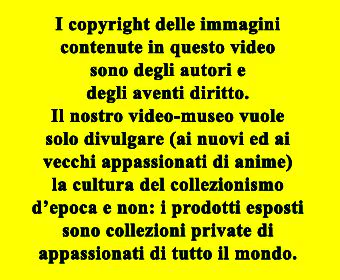 I copyright delle immagini
contenute in questo video
sono degli autori e
degli aventi diritto.
Il nostro video-museo vuole
solo divulgare (ai nuovi ed ai
vecchi appassionati di anime)
la cultura del collezionismo
d’epoca e non: i prodotti esposti
sono collezioni private di
appassionati di tutto il mondo.